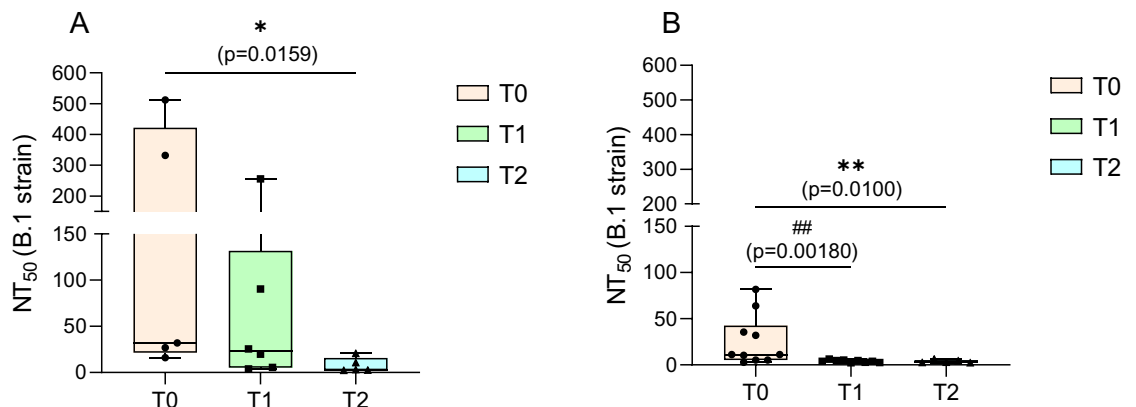 A
*
(p=0.0159)
600
500
400
300
200
150
100
50
0
NT50 (B.1 strain)
T0
T1
T2
T0
T1
T2
B
**
(p=0.0100)
##
(p=0.00180)
600
500
400
300
200
150
100
50
0
NT50 (B.1 strain)
T0
T1
T2
T0
T1
T2